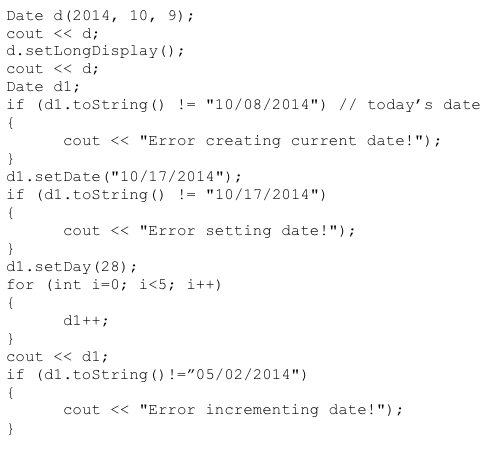 Date d(2014, 10, 9);
cout << d;
d.setLongDisplay();
cout << d;
Date d1;
if (d1.toString() != "10/08/2014") // today’s date
{
cout << "Error creating current date!");
}
d1.setDate("10/17/2014");
if (d1.toString() != "10/17/2014")
{
cout << "Error setting date!");
}
d1.setDay(28);
for (int i=0; i<5; i++)
{
d1++;
}
cout << d1;
if (d1.toString()!=”05/02/2014")
{
cout << "Error incrementing date!");
}